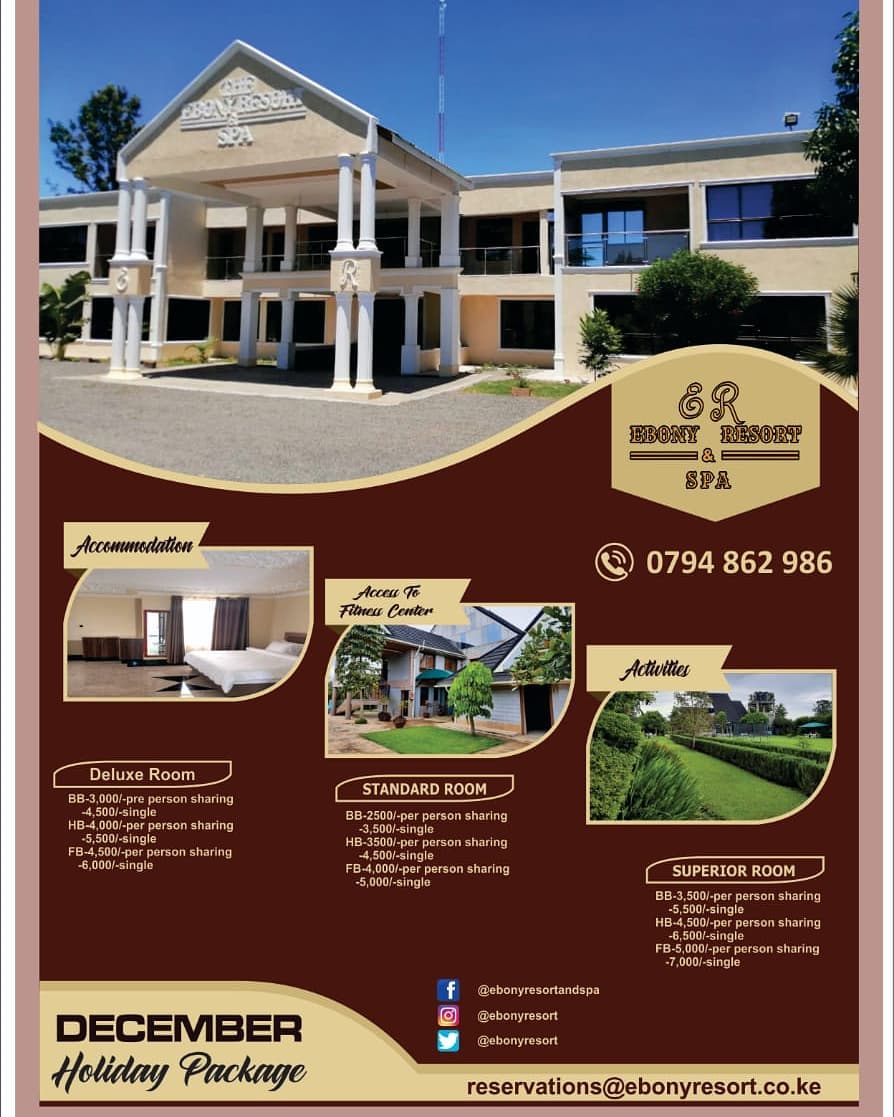 THE
EBONY RESORT
&
SPA
E
R
E R
EBONY RESORT
&
SPA
0794 862 986
Accommodation
Access To
Fitness Center
Activities
Deluxe Room
BB-3,000/-pre person sharing
-4,500/-single
HB-4,000/-per person sharing
-5,500/-single
FB-4,500/-per person sharing
-6,000/-single
STANDARD ROOM
BB-2500/-per person sharing
-3,500/-single
HB-3500/-per person sharing
-4,500/-single
FB-4,000/-per person sharing
-5,000/-single
SUPERIOR ROOM
BB-3,500/-per person sharing
-5,500/-single
HB-4,500/-per person sharing
-6,500/-single
FB-5,000/-per person sharing
-7,000/-single
@ebonyresortandspa
@ebonyresort
@ebonyresort
DECEMBER
Holiday Package
reservations@ebonyresort.co.ke